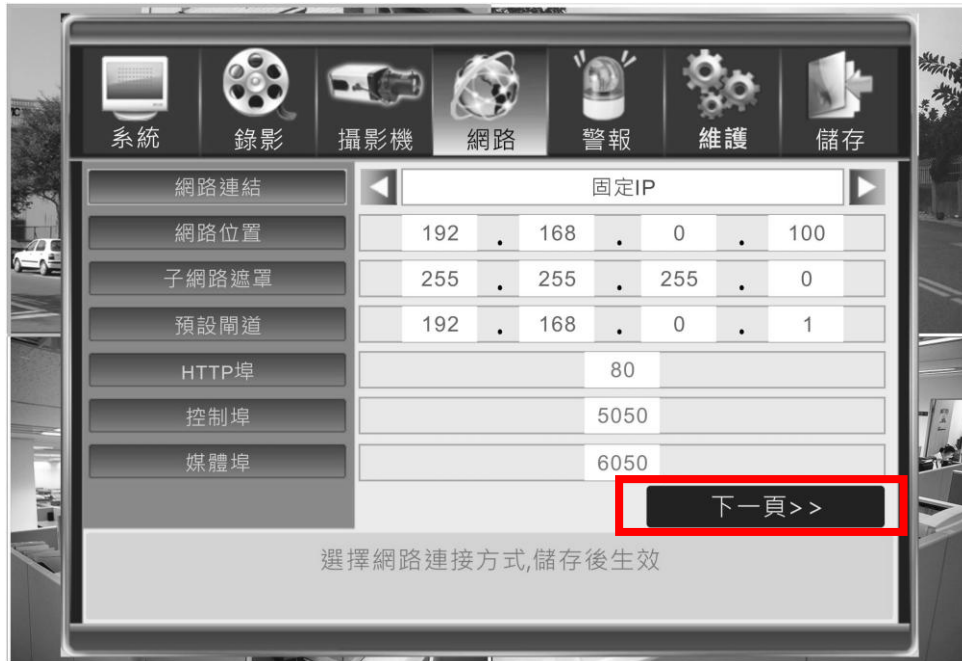 系統 錄影 攝影機 網路 警報 維護 儲存
網路連結 固定IP
網路位置 192 . 168 . 0 . 100
子網路遮罩 255 . 255 . 255 . 0
預設閘道 192 . 168 . 0 . 1
HTTP埠 80
控制埠 5050
媒體埠 6050
下一頁>>
選擇網路連接方式,儲存後生效